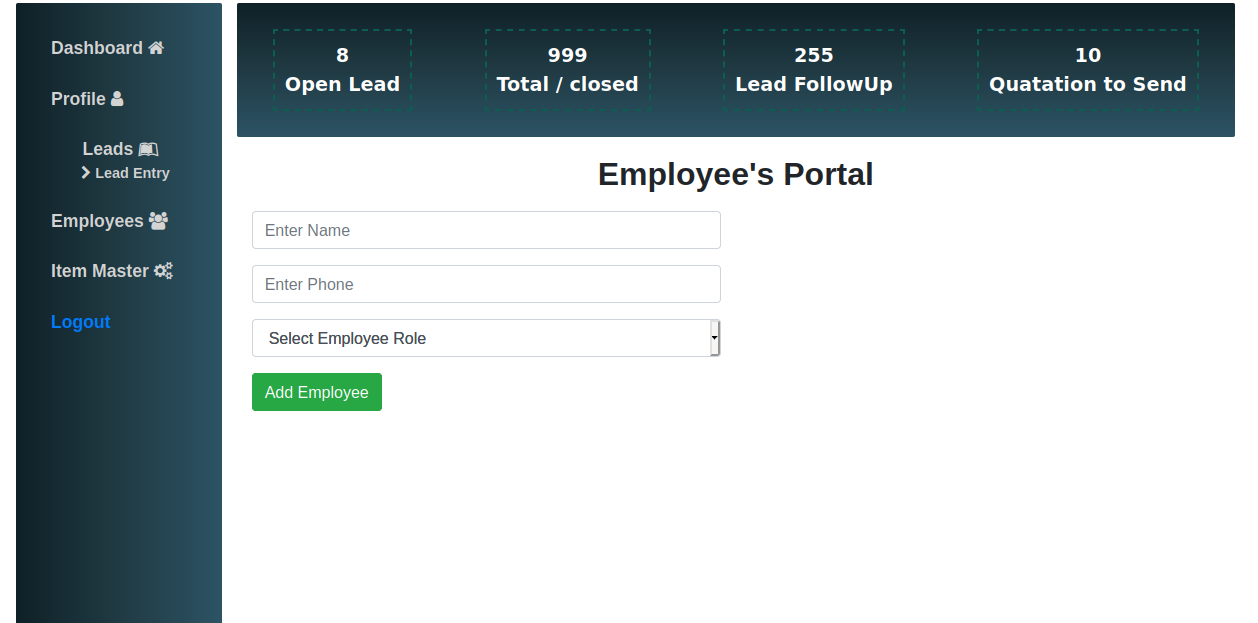 Dashboard
Profile
Leads
Lead Entry
Employees
Item Master
Logout
8
Open Lead
999
Total / closed
255
Lead FollowUp
10
Quatation to Send
Employee's Portal
Enter Name
Enter Phone
Select Employee Role
Add Employee